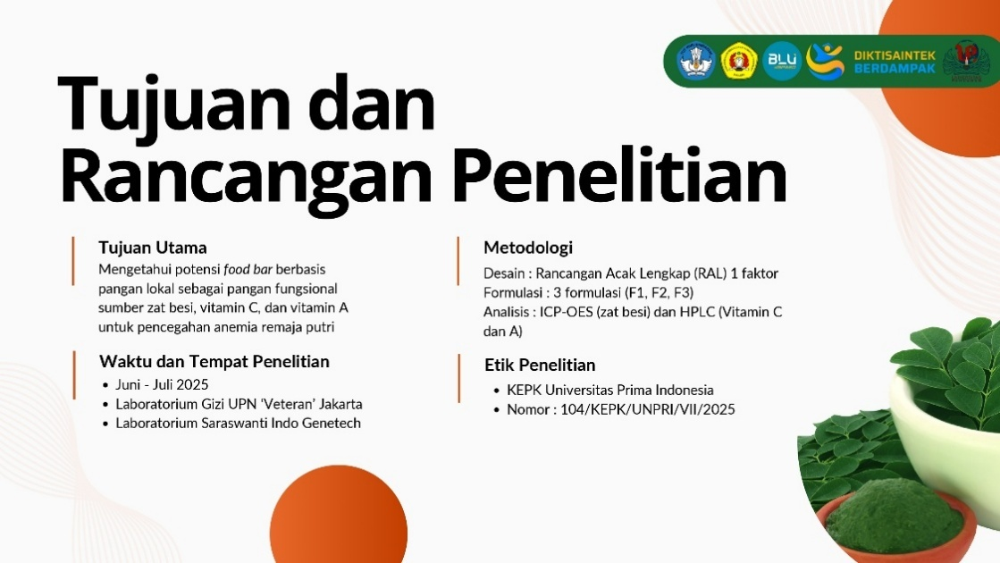 BLU
DIKTISAINTEK
BERDAMPAK
Tujuan dan
Rancangan Penelitian
Tujuan Utama
Mengetahui potensi food bar berbasis
pangan lokal sebagai pangan fungsional
sumber zat besi, vitamin C, dan vitamin A
untuk pencegahan anemia remaja putri
Waktu dan Tempat Penelitian
• Juni - Juli 2025
• Laboratorium Gizi UPN ‘Veteran’ Jakarta
• Laboratorium Saraswanti Indo Genetech
Metodologi
Desain : Rancangan Acak Lengkap (RAL) 1 faktor
Formulasi : 3 formulasi (F1, F2, F3)
Analisis : ICP-OES (zat besi) dan HPLC (Vitamin C
dan A)
Etik Penelitian
• KEPK Universitas Prima Indonesia
• Nomor : 104/KEPK/UNPRI/VII/2025